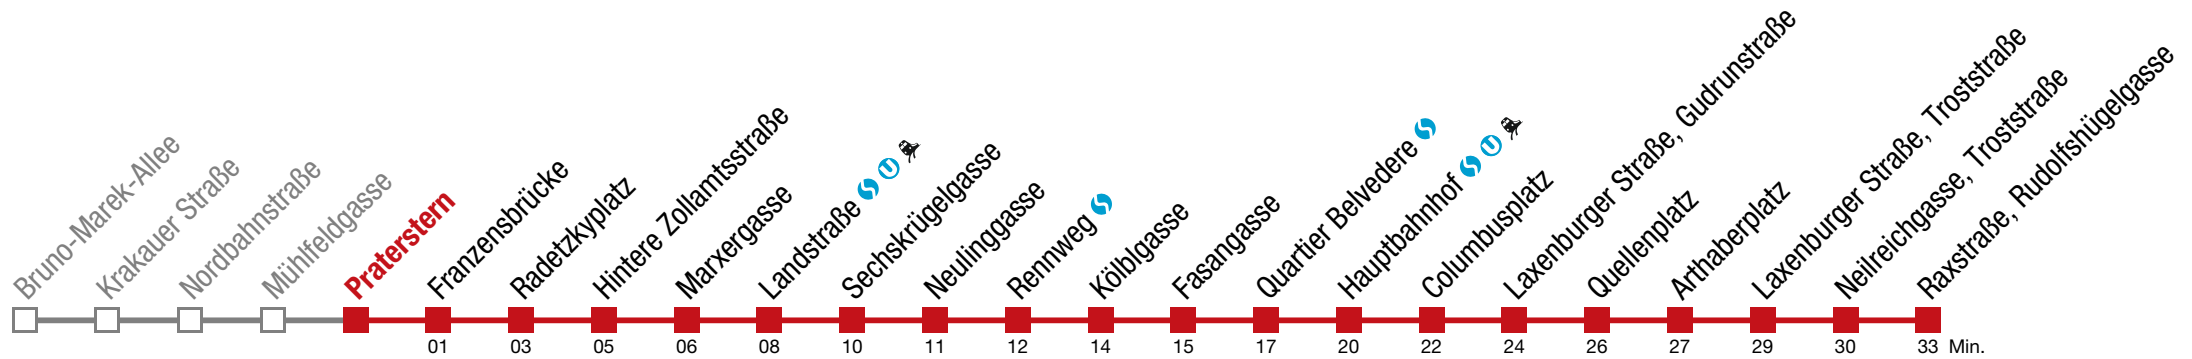 Bruno-Marek-Allee
Krakauer Straße
Nordbahnstraße
Mühlfeldgasse
Praterstern
Franzensbrücke
Radetzkyplatz
Hintere Zollamtsstraße
Marxergasse
Landstraße S U
Sechskrügelgasse
Neulinggasse
Rennweg S
Kölblgasse
Fasangasse
Quartier Belvedere S
Hauptbahnhof S U
Columbusplatz
Laxenburger Straße, Gudrunstraße
Quellenplatz
Arthaberplatz
Laxenburger Straße, Troststraße
Neilreichgasse, Troststraße
Raxstraße, Rudolfshügelgasse
01 03 05 06 08 10 11 12 14 15 17 20 22 24 26 27 29 30 33 Min.